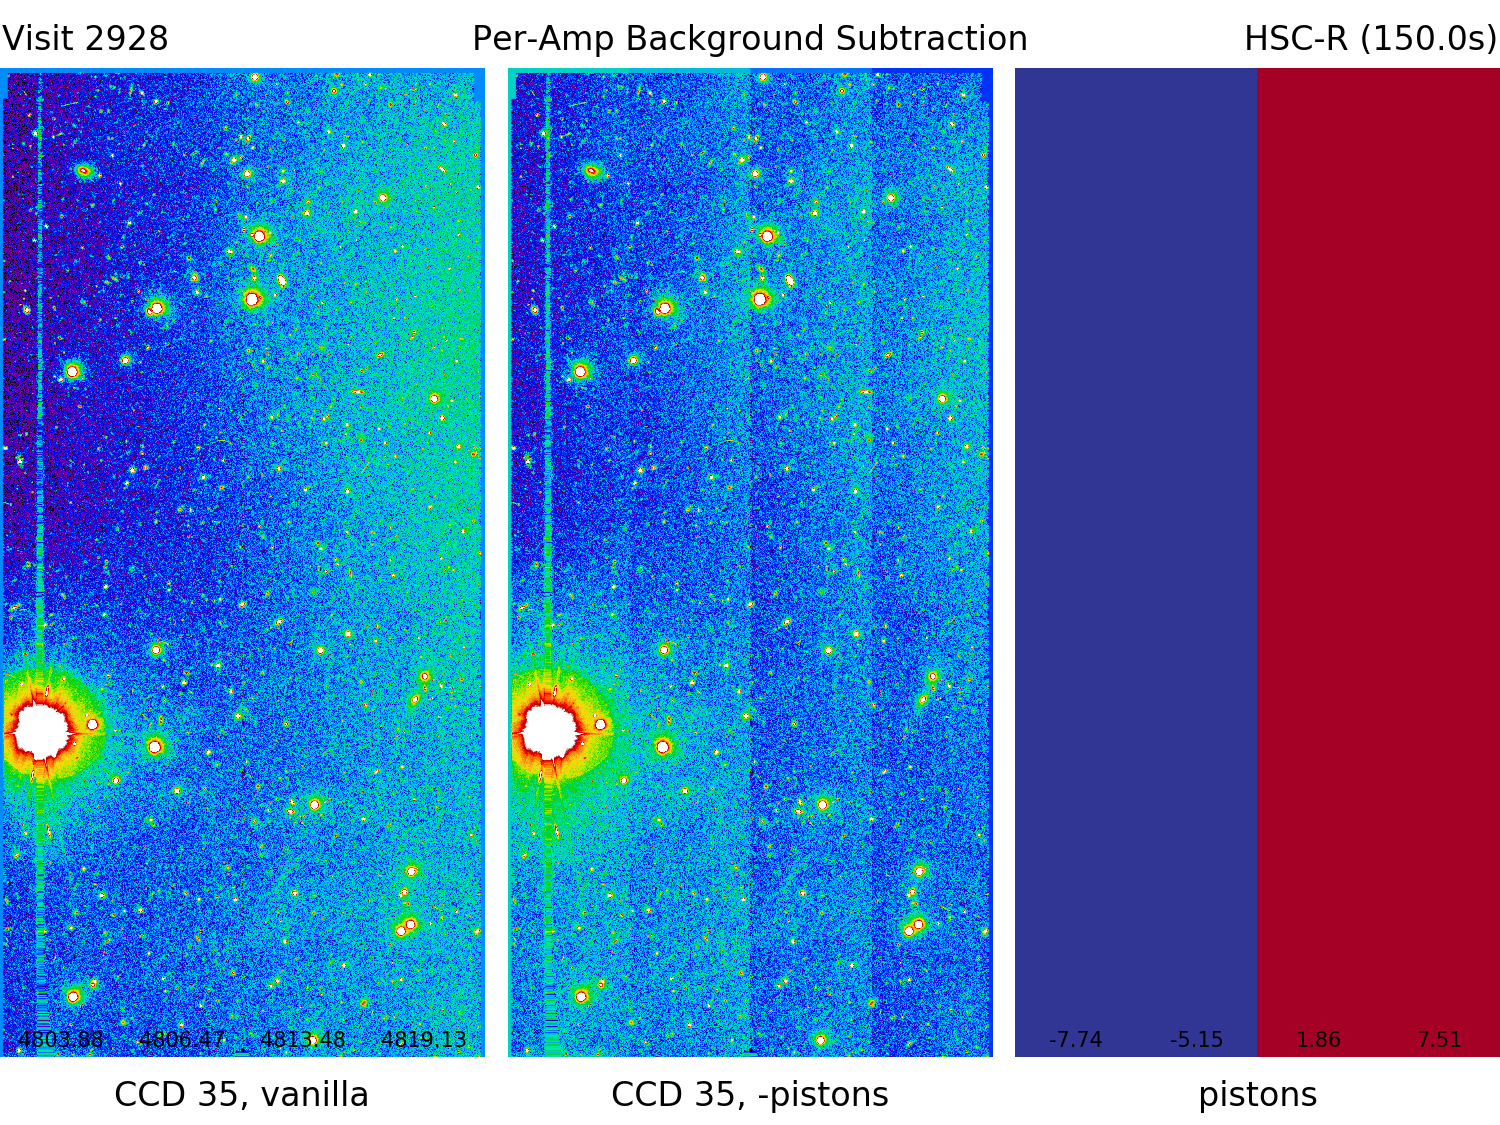 Visit 2928 Per-Amp Background Subtraction HSC-R (150.0s)
4803.88 4806.47 4813.48 4819.13 -7.74 -5.15 1.86 7.51
CCD 35, vanilla CCD 35, -pistons pistons